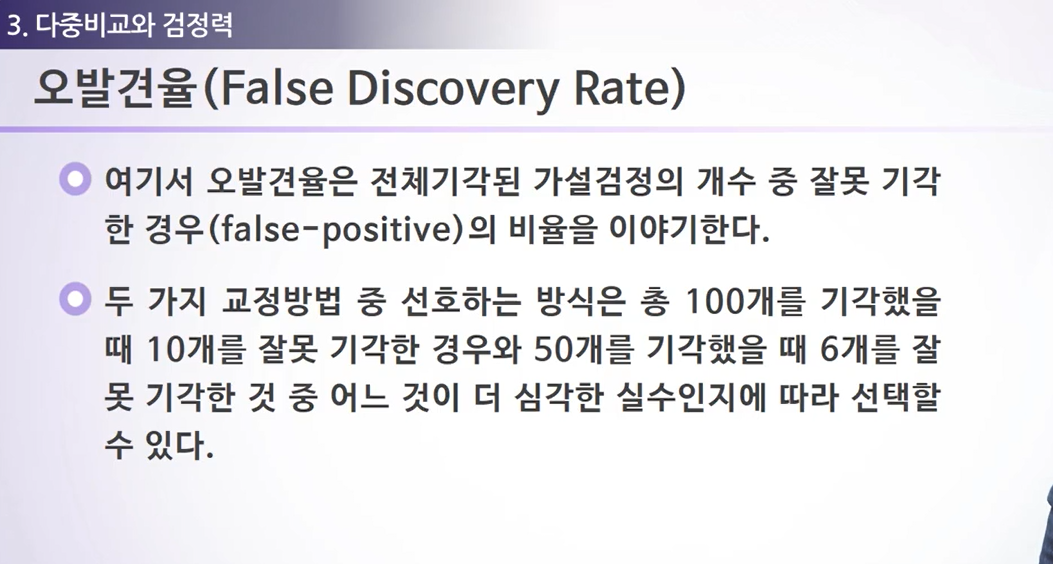 3. 다중비교와 검정력
오발견율(False Discovery Rate)
여기서 오발견율은 전체기각된 가설검정의 개수 중 잘못 기각
한 경우(false-positive)의 비율을 이야기한다.
두 가지 교정방법 중 선호하는 방식은 총 100개를 기각했을
때 10개를 잘못 기각한 경우와 50개를 기각했을 때 6개를 잘
못 기각한 것 중 어느 것이 더 심각한 실수인지에 따라 선택할
수 있다.